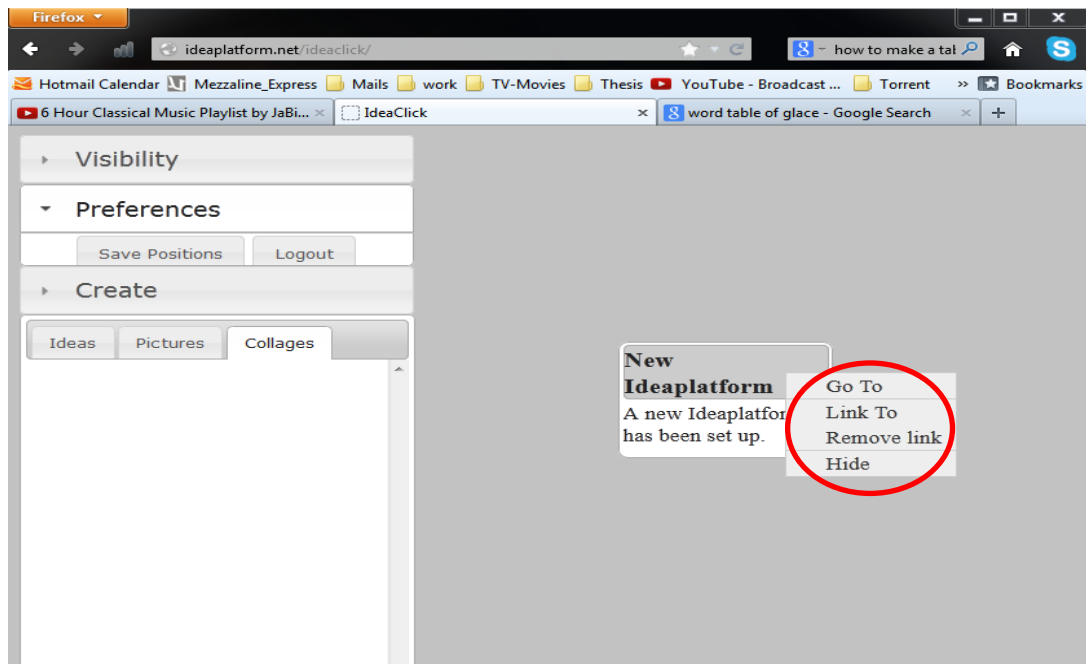 Firefox
ideaplatform.net/ideaclick/
how to make a tal
Hotmail Calendar Mezzaline_Express Mails work TV-Movies Thesis YouTube - Broadcast ... Torrent » Bookmarks
6 Hour Classical Music Playlist by JaBi... × IdeaClick × word table of glace - Google Search × +
Visibility
Preferences
Save Positions Logout
Create
Ideas Pictures Collages
New
Ideaplatform
A new Ideaplatfor
has been set up.
Go To
Link To
Remove link
Hide